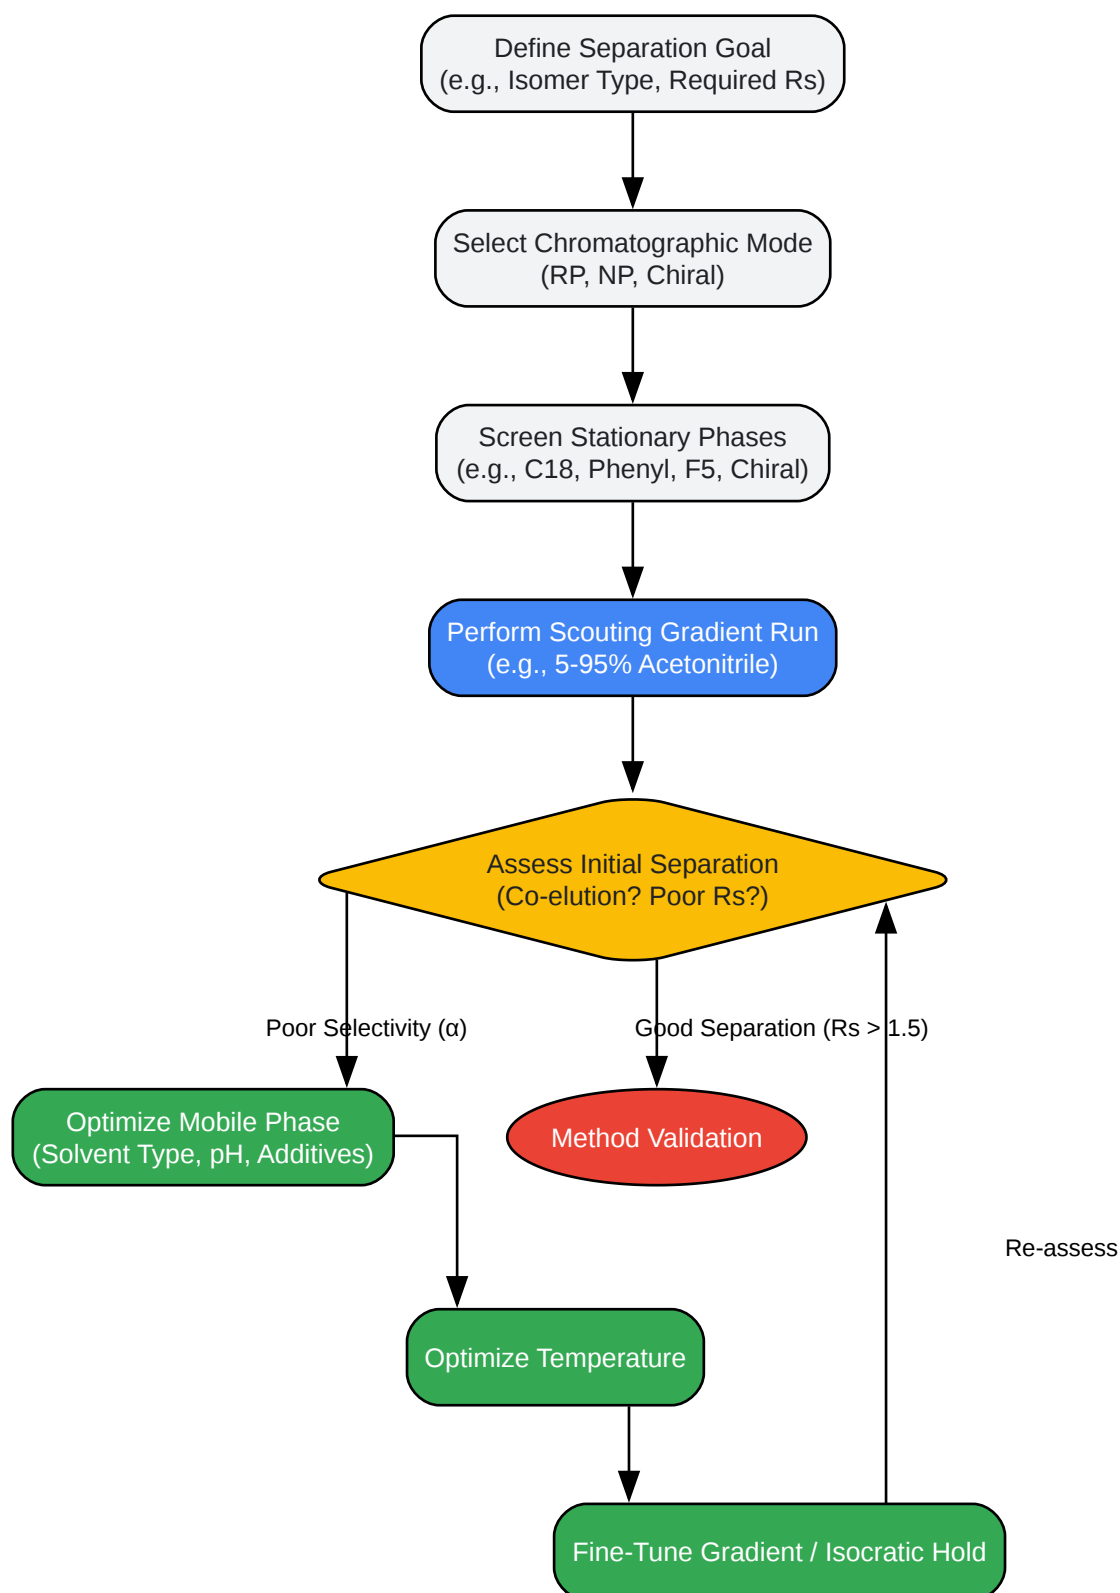 Define Separation Goal
(e.g., Isomer Type, Required Rs)
Select Chromatographic Mode
(RP, NP, Chiral)
Screen Stationary Phases
(e.g., C18, Phenyl, F5, Chiral)
Perform Scouting Gradient Run
(e.g., 5-95% Acetonitrile)
Assess Initial Separation
(Co-elution? Poor Rs?)
Poor Selectivity (α)
Good Separation (Rs > 1.5)
Optimize Mobile Phase
(Solvent Type, pH, Additives)
Method Validation
Re-assess
Optimize Temperature
Fine-Tune Gradient / Isocratic Hold